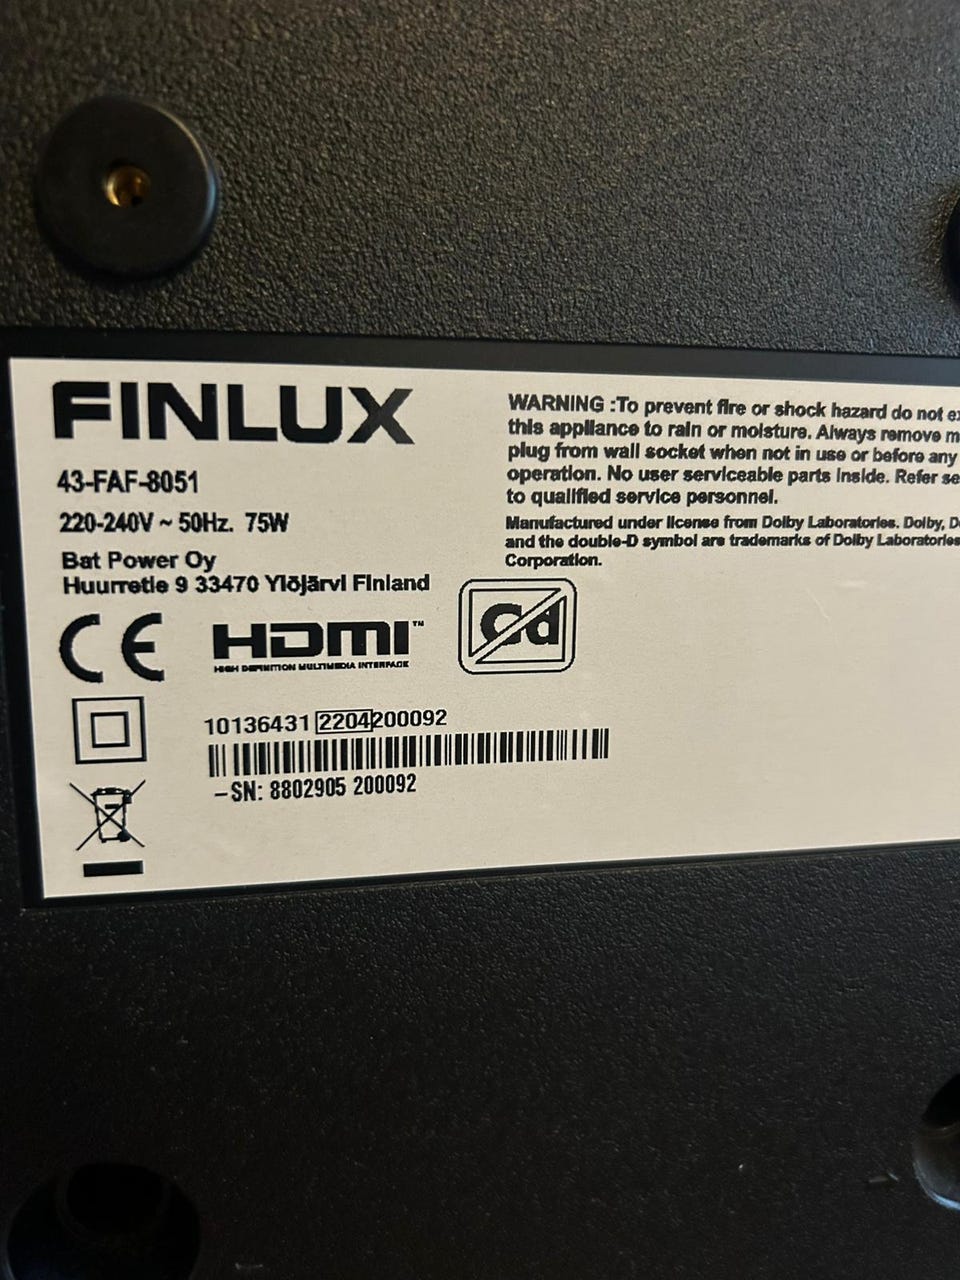 FINLUX
43-FAF-8051
220-240V ~ 50Hz. 75W
Bat Power Oy
Huurretie 9 33470 Ylöjärvi Finland
CE
HDMI™
HIGH DEFINITION MULTIMEDIA INTERFACE
Cd
10136431 2204200092
-SN: 8802905 200092
WARNING :To prevent fire or shock hazard do not
this appliance to rain or moisture. Always remove
plug from wall socket when not in use or before any
operation. No user serviceable parts inside. Refer
to qualified service personnel.
Manufactured under license from Dolby Laboratories. Dolby,
and the double-D symbol are trademarks of Dolby Laboratories
Corporation.